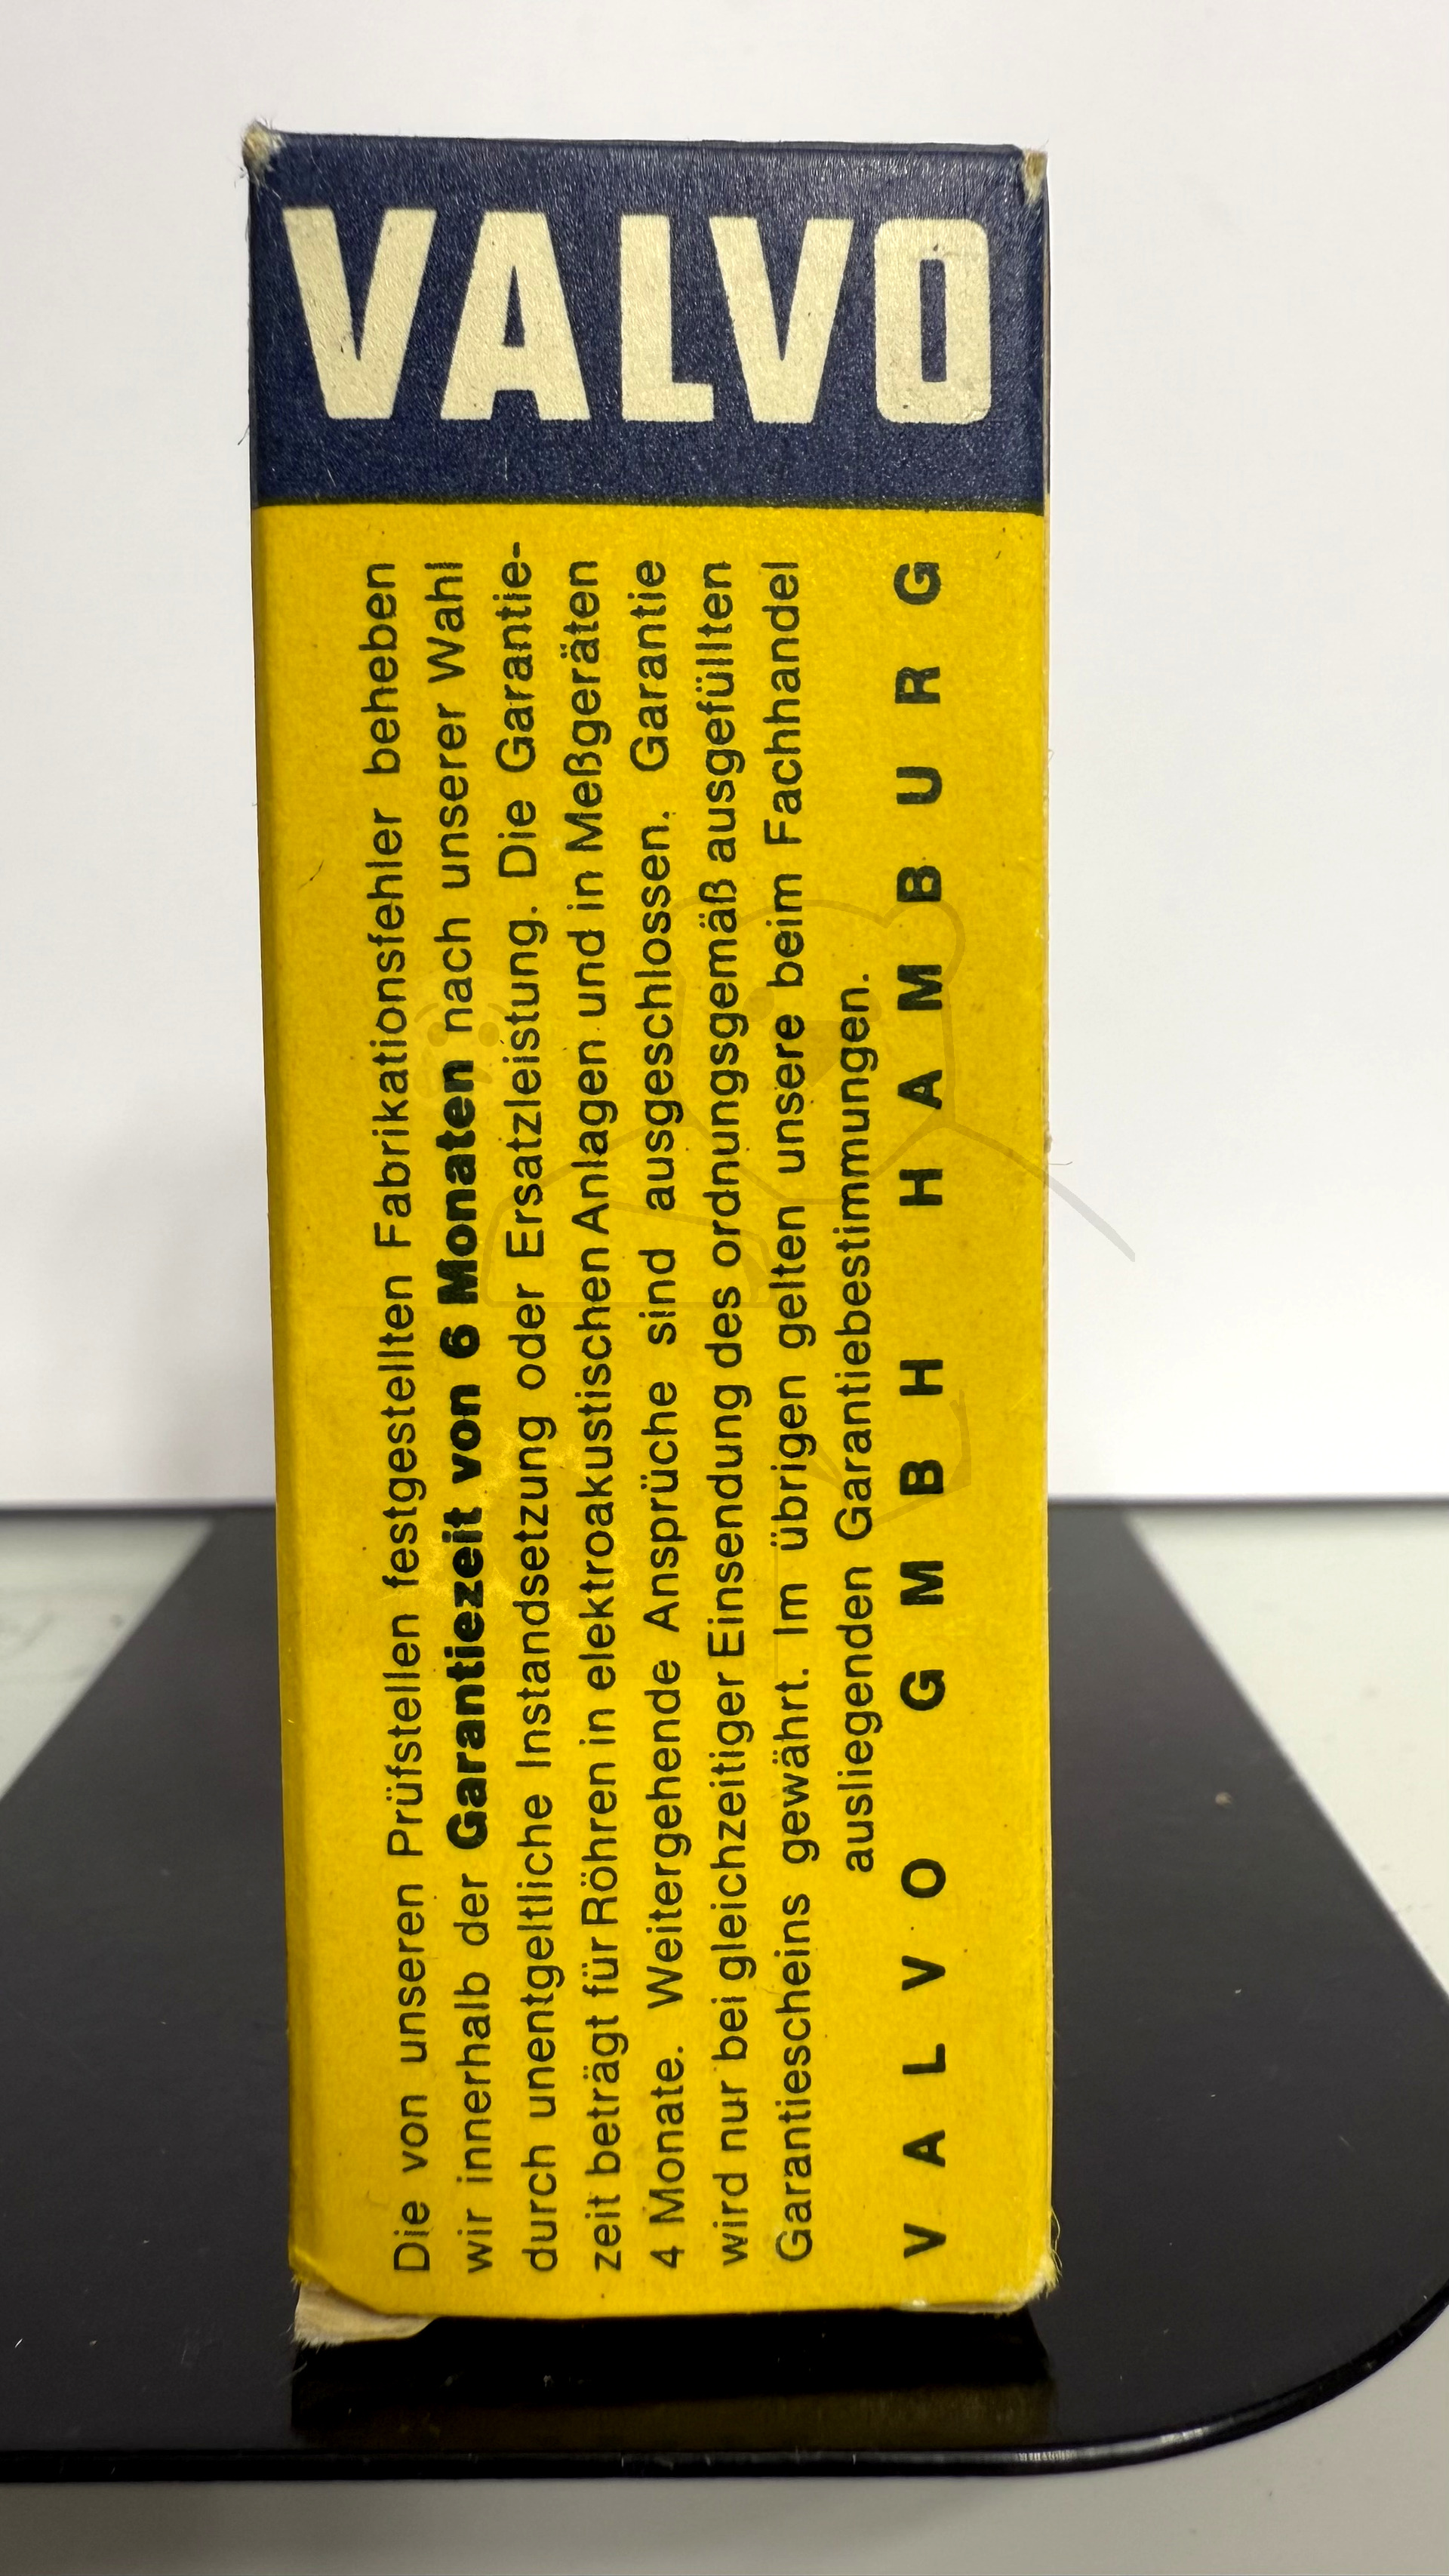 VALVO
Die von unseren Prüfstellen festgestellten Fabrikationsfehler beheben
wir innerhalb der Garantiezeit von 6 Monaten nach unserer Wahl
durch unentgeltliche Instandsetzung oder Ersatzleistung. Die Garantie-
zeit beträgt für Röhren in elektroakustischen Anlagen und in Meßgeräten
4 Monate. Weitergehende Ansprüche sind ausgeschlossen. Garantie
wird nur bei gleichzeitiger Einsendung des ordnungsgemäß ausgefüllten
Garantiescheins gewährt. Im übrigen gelten unsere beim Fachhandel
ausliegenden Garantiebestimmungen.
VALVO GMBH HAMBURG